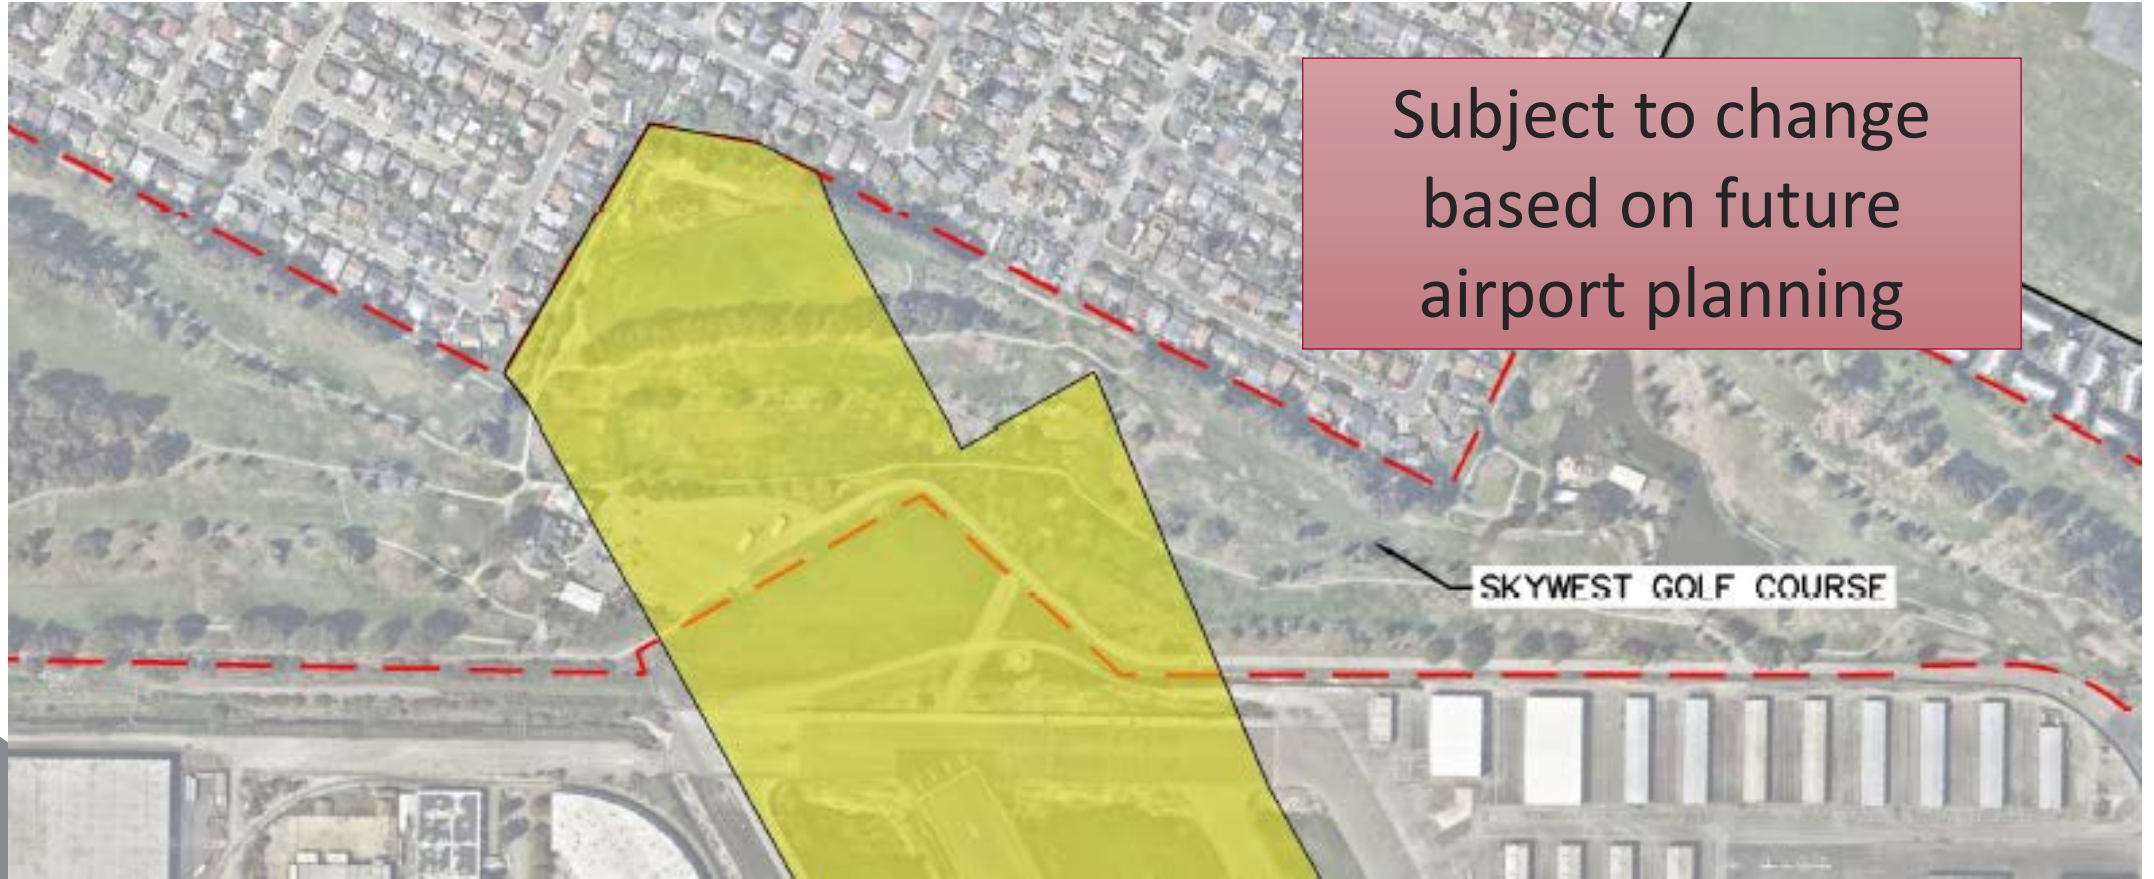 Subject to change
based on future
airport planning
SKYWEST GOLF COURSE